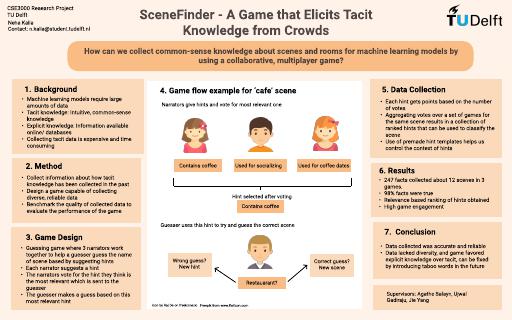 CSE3000 Research Project
TU Delft
Neha Kalia
Contact: n.kalia@student.tudelft.nl
SceneFinder - A Game that Elicits Tacit
Knowledge from Crowds
TUDelft
How can we collect common-sense knowledge about scenes and rooms for machine learning models by
using a collaborative, multiplayer game?
1. Background
• Machine learning models require large
amounts of data
• Tacit knowledge: Intuitive, common-sense
knowledge
• Explicit knowledge: Information available
online/ databases
• Collecting tacit data is expensive and time
consuming
2. Method
• Collect information about how tacit
knowledge has been collected in the past
• Design a game capable of collecting
diverse, reliable data
• Benchmark the quality of collected data to
evaluate the performance of the game
3. Game Design
• Guessing game where 3 narrators work
together to help a guesser guess the name
of scene based by suggesting hints
• Each narrator suggests a hint
• The narrators vote for the hint they think is
the most relevant which is sent to the
guesser
• The guesser makes a guess based on this
most relevant hint
4. Game flow example for 'cafe' scene
Narrators give hints and vote for most relevant one
Contains coffee
Used for socializing
Used for coffee dates
Hint selected after voting
Contains coffee
Guesser uses this hint to try and guess the correct scene
Wrong guess?
New hint
Correct guess?
New scene
Restaurant?
5. Data Collection
• Each hint gets points based on the number
of votes
• Aggregating votes over a set of games for
the same scene results in a collection of
ranked hints that can be used to classify the
scene
• Use of premade hint templates helps us
control the context of hints
6. Results
• 247 facts collected about 12 scenes in 3
games.
• 98% facts were true
• Relevance based ranking of hints obtained
• High game engagement
7. Conclusion
• Data collected was accurate and reliable
• Data lacked diversity, and game favored
explicit knowledge over tacit, can be fixed
by introducing taboo words in the future
Supervisors: Agathe Balayn, Ujwal
Gadiraju, Jie Yang